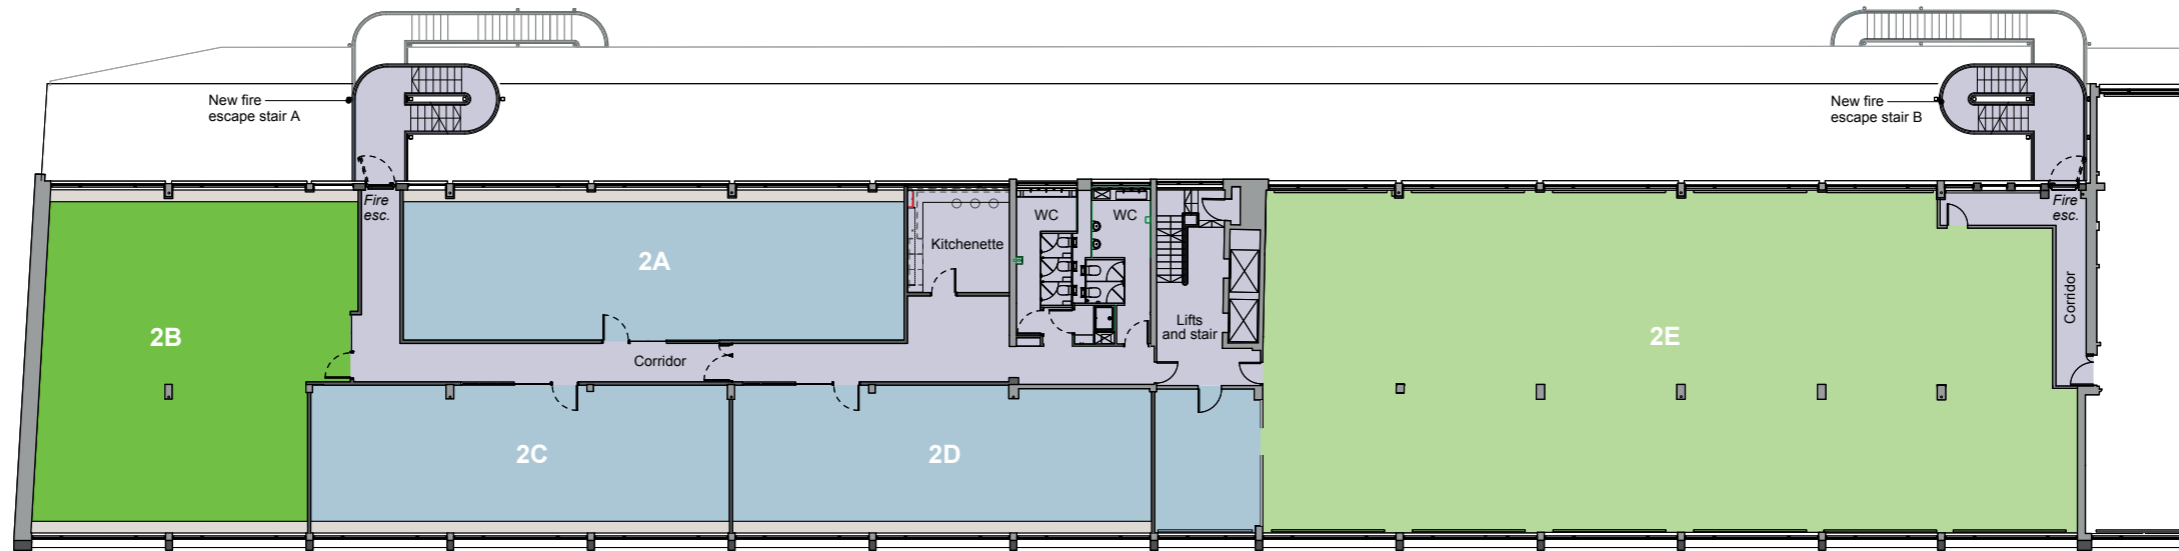 New fire
escape stair A
New fire
escape stair B
Fire
esc.
Fire
esc.
WC
WC
Kitchenette
2A
2B
Lifts
and stair
2E
Corridor
Corridor
2C
2D